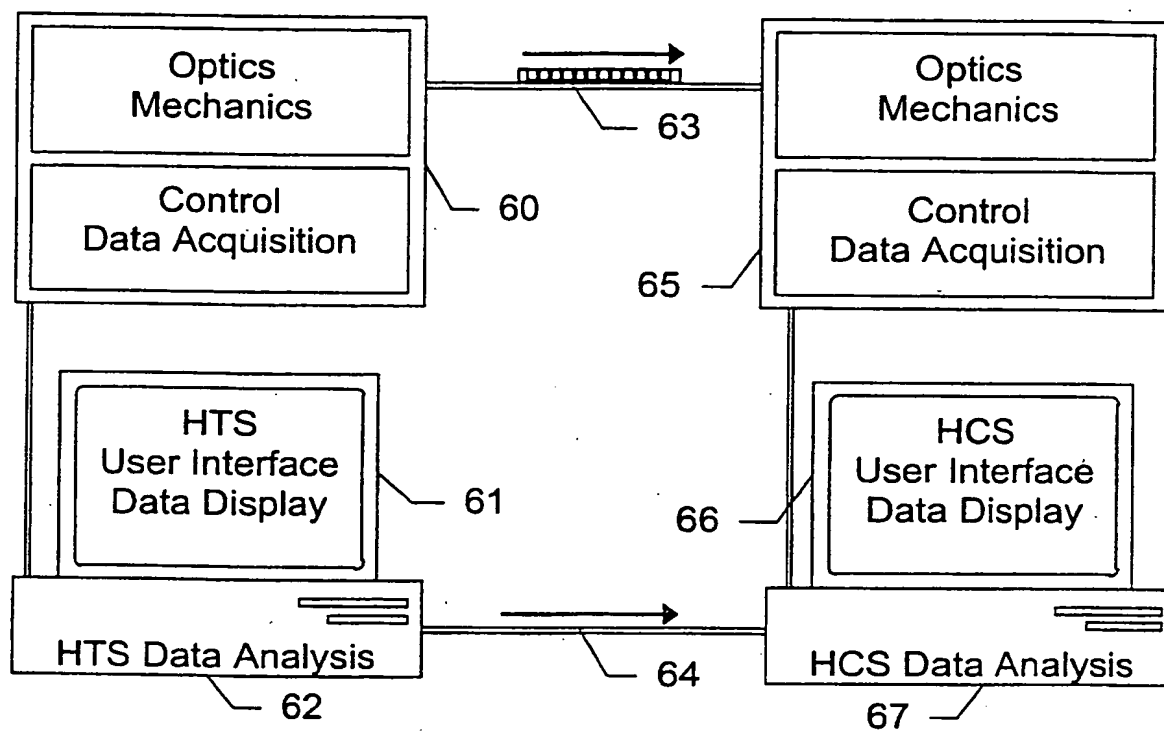 Optics
Mechanics
Control
Data Acquisition
60
63
Optics
Mechanics
Control
Data Acquisition
65
HTS
User Interface
Data Display
61
HTS Data Analysis
62
64
HCS
User Interface
Data Display
66
HCS Data Analysis
67